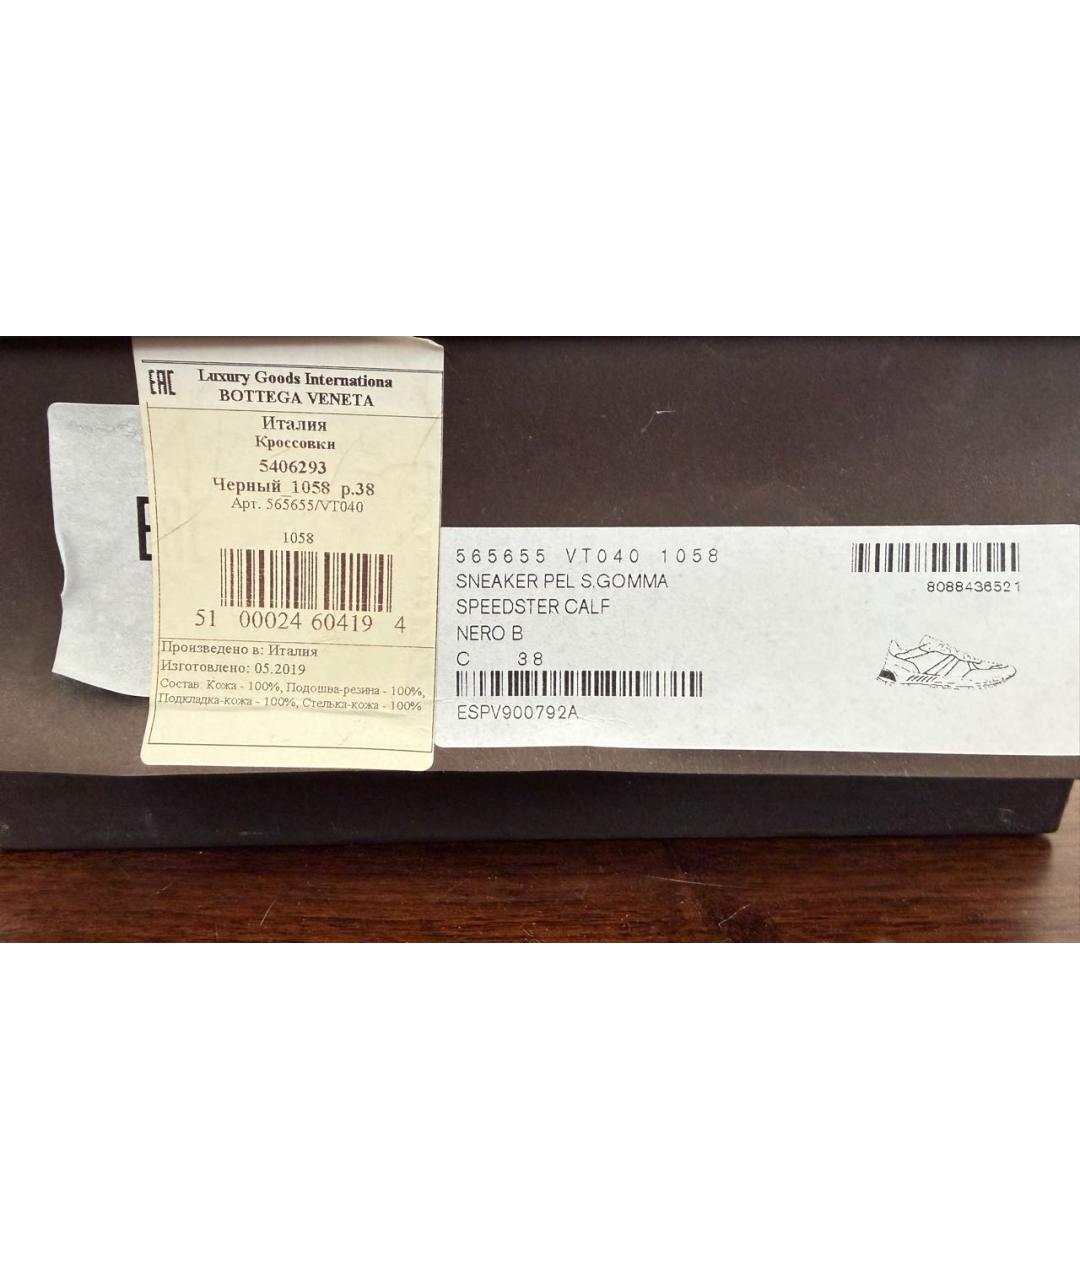 EAC
Luxury Goods Internationa
BOTTEGA VENETA
Италия
Кроссовки
5406293
Черный_1058 р.38
Арт. 565655/VT040
1058
51 00024 60419 4
Произведено в: Италия
Изготовлено: 05.2019
Состав: Кожа - 100%, Подошва-резина - 100%,
Подкладка-кожа - 100%, Стелька-кожа - 100%
565655 VT040 1058
SNEAKER PEL S.GOMMA
SPEEDSTER CALF
NERO B
C 38
ESPV900792A
8088436521